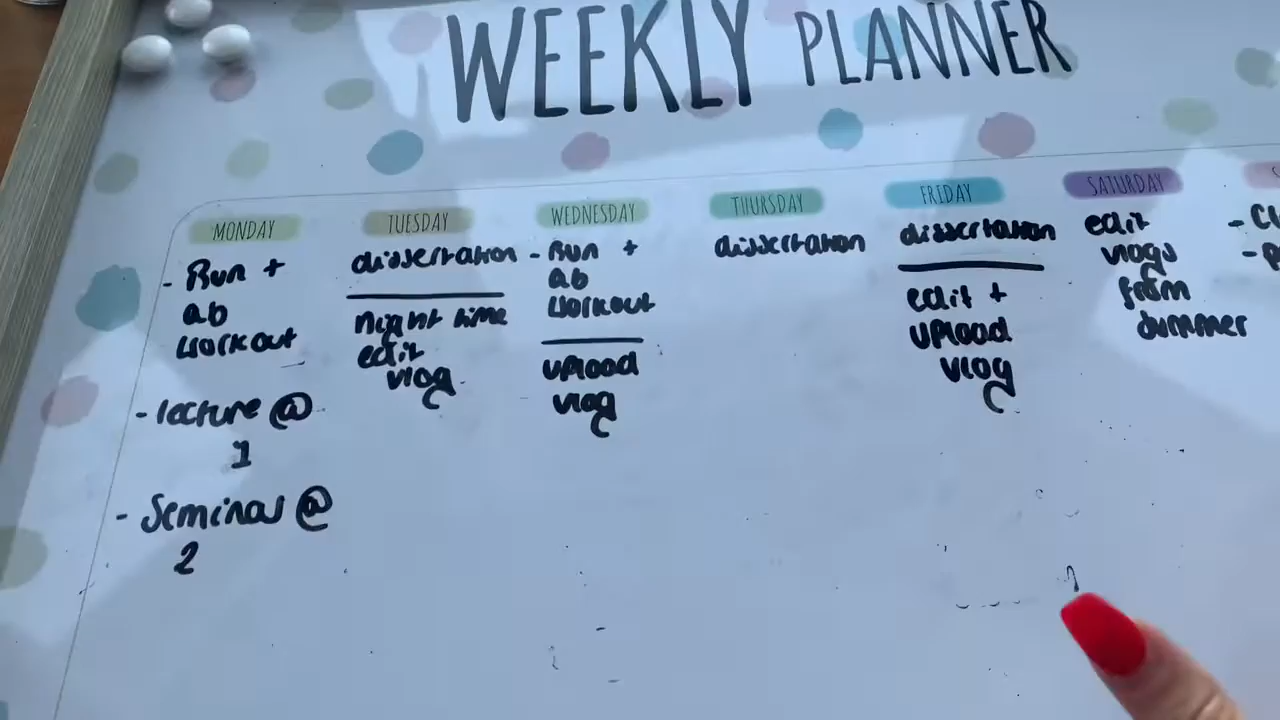 WEEKLY PLANNER
MONDAY
- Run +
ab
workout
- lecture @
1
- Seminar @
2
TUESDAY
dissertation
night time
edit
vlog
WEDNESDAY
- Run +
ab
workout
upload
vlog
THURSDAY
dissertation
FRIDAY
dissertation
edit +
upload
vlog
SATURDAY
edit
vlogs
from
summer